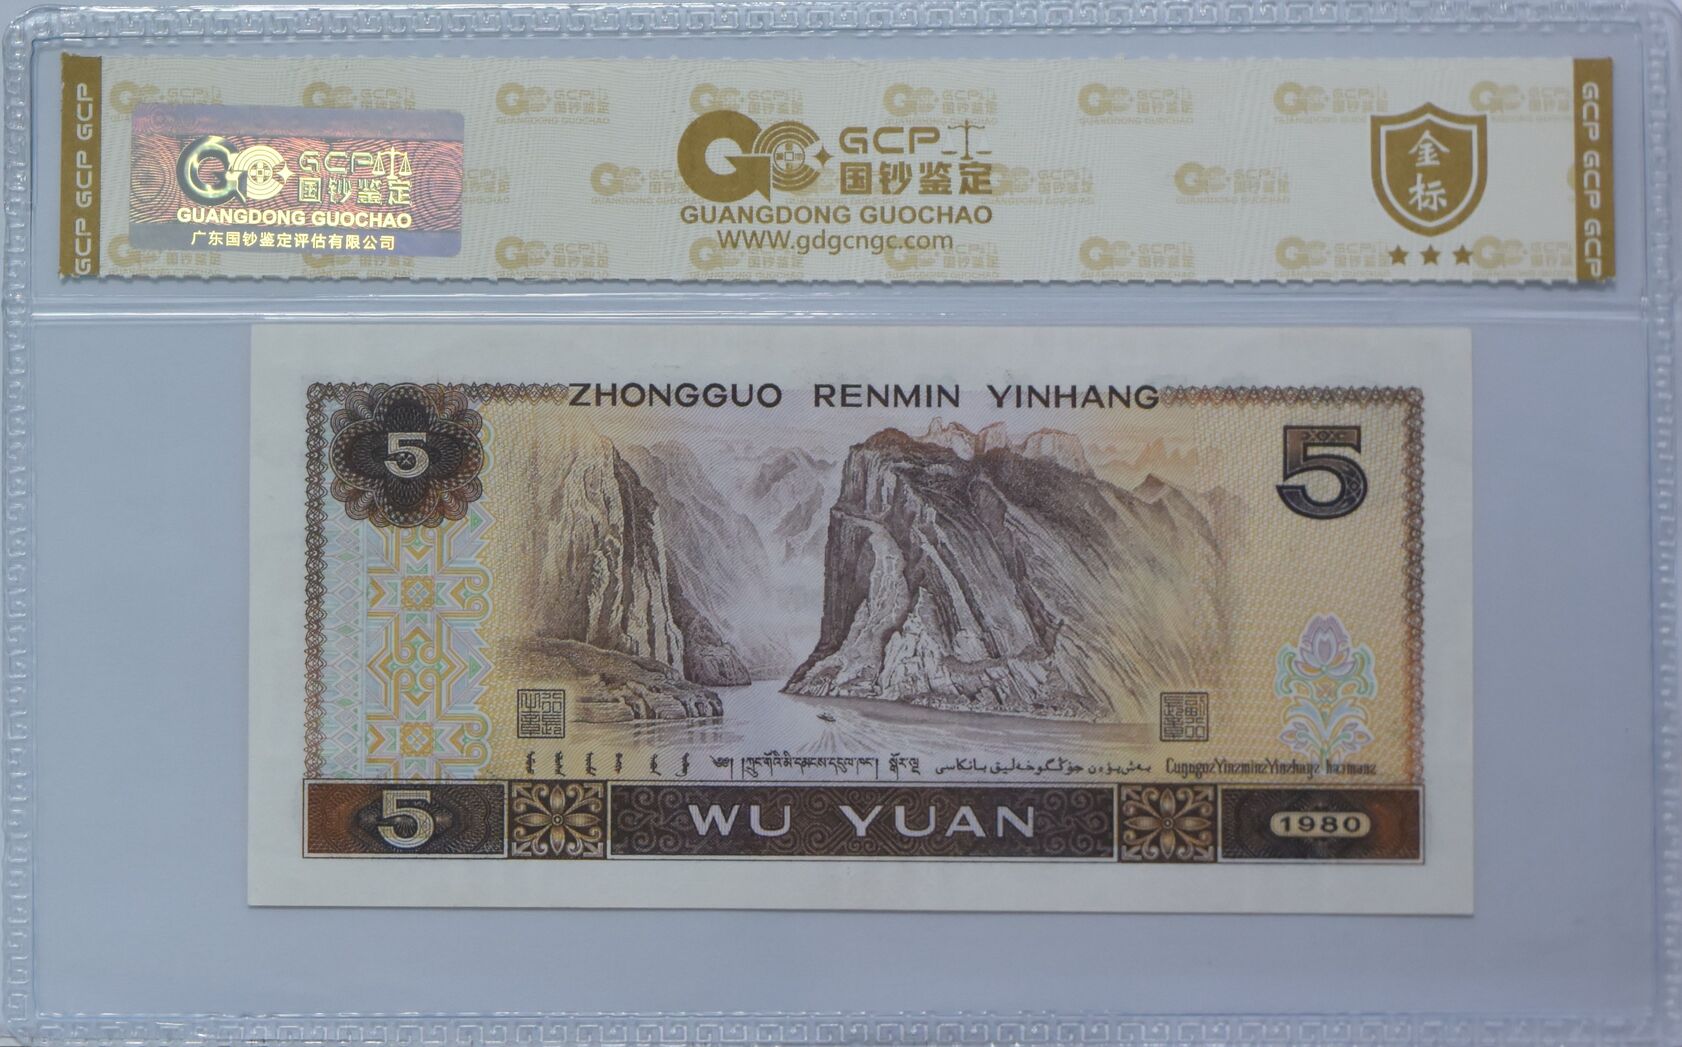 GCP GCP GCP
GCP
国钞鉴定
GUANGDONG GUOCHAO
广东国钞鉴定评估有限公司
GCP
国钞鉴定
GUANGDONG GUOCHAO
WWW.gdgcngc.com
金标
GCP GCP GCP
ZHONGGUO RENMIN YINHANG
5
5
5
WU YUAN
1980